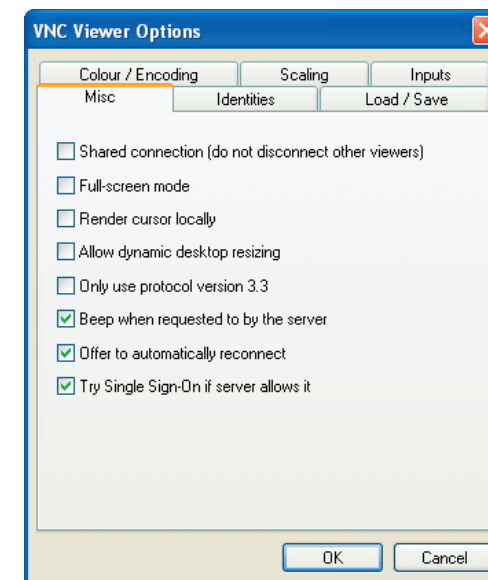 VNC Viewer Options
Colour / Encoding Scaling Inputs
Misc Identities Load / Save
Shared connection (do not disconnect other viewers)
Full-screen mode
Render cursor locally
Allow dynamic desktop resizing
Only use protocol version 3.3
Beep when requested to by the server
Offer to automatically reconnect
Try Single Sign-On if server allows it
OK Cancel